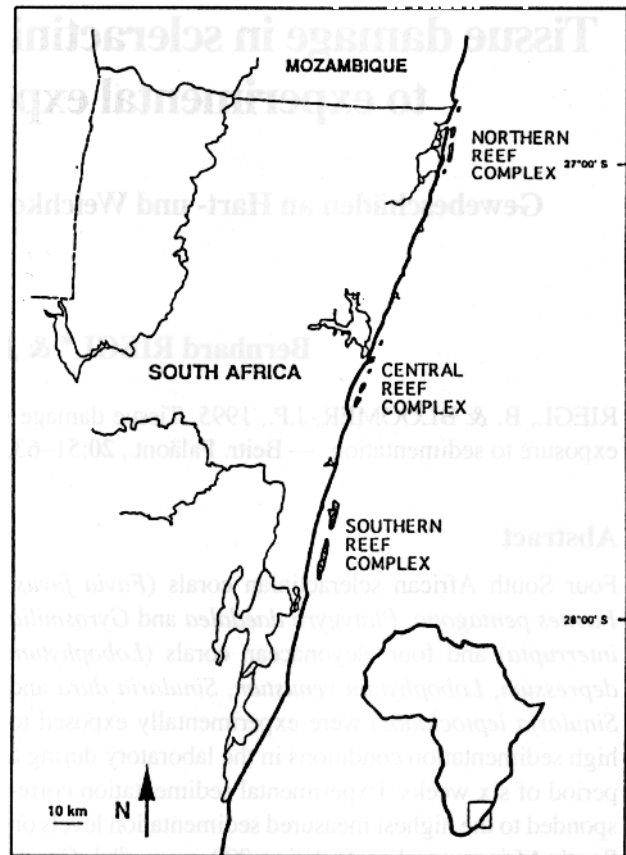 Tissue damage in scleractini
MOZAMBIQUE
to experimental expo
NORTHERN
REEF
COMPLEX
27°00' S
Gewebeschäden an Hart- und Weichko
Bernhard RIEGL * &
SOUTH AFRICA
CENTRAL
REEF
COMPLEX
RIEGL, B. & BLOOMER, J.P., 1995. Tissue damage
exposure to sedimentation. — Beitr. Paläont., 20:51–63,
SOUTHERN
REEF
COMPLEX
Abstract
Four South African scleractinian corals (Favia favus,
pentagona, Platygyra daedalea and Gyrosmilia
28°00' S
interrupta) and four alcyonacean corals (Lobophytum
depressum, Lobophytum venustum, Sinularia dura and
Sinularia leptoclados) were experimentally exposed to
high sedimentation conditions in the laboratory during a
period of six weeks. Experimental sedimentation corre-
sponded to the highest measured sedimentation levels on
10 km
N